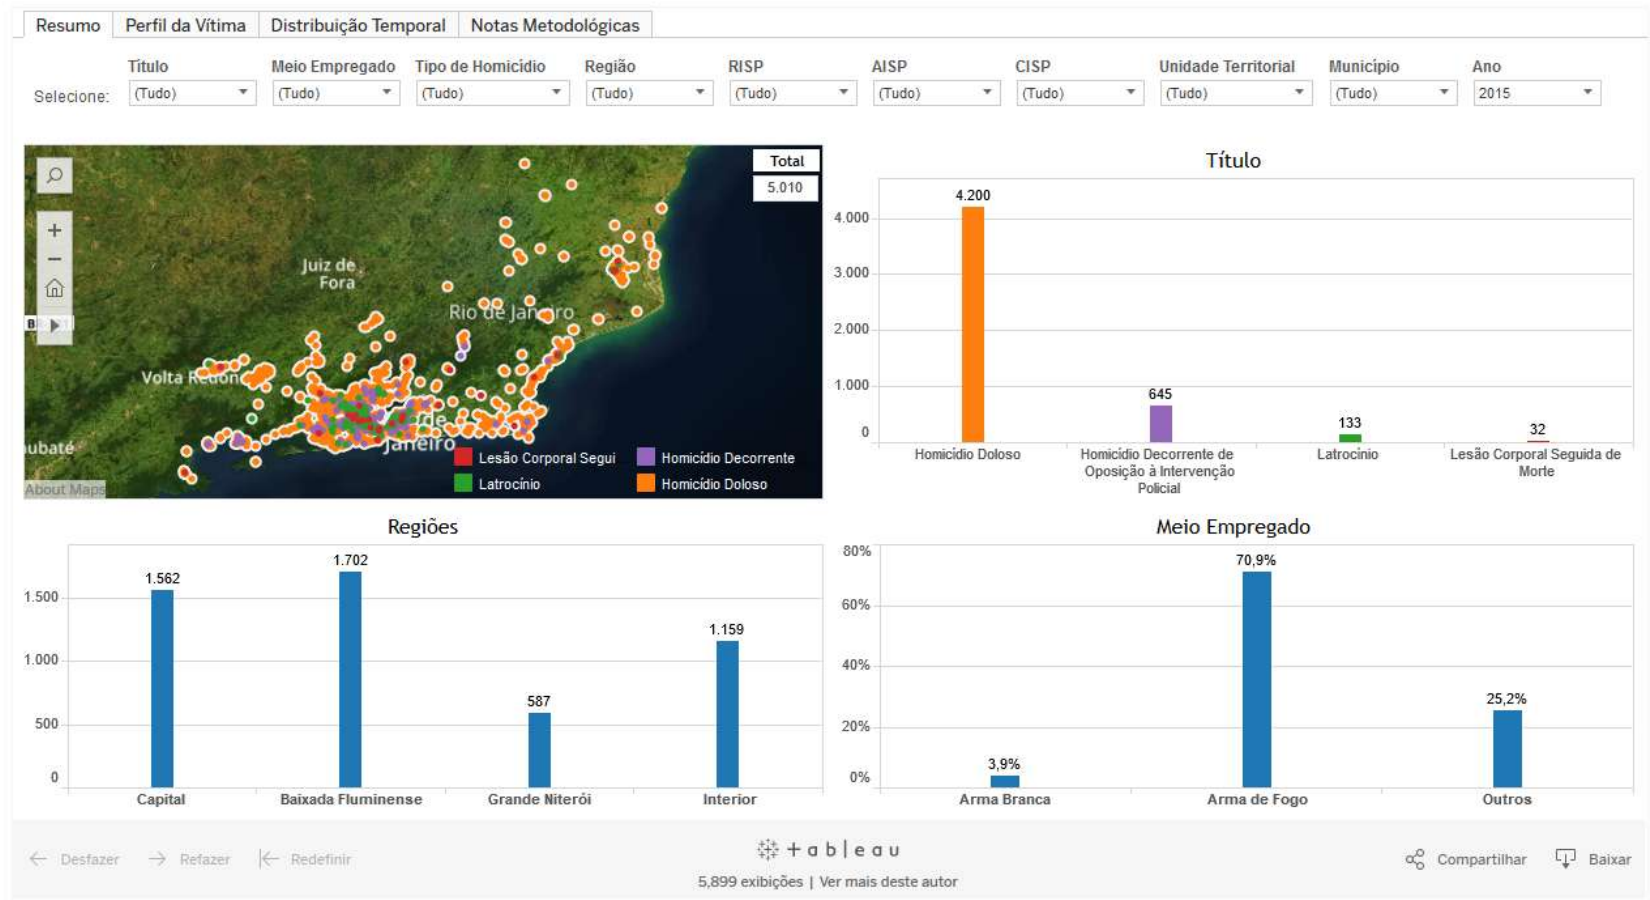 Resumo Perfil da Vítima Distribuição Temporal Notas Metodológicas
Título Meio Empregado Tipo de Homicídio Região RISP AISP CISP Unidade Territorial Município Ano
Selecione: (Tudo) (Tudo) (Tudo) (Tudo) (Tudo) (Tudo) (Tudo) (Tudo) (Tudo) 2015
Total
5.010
Juiz de
Fora
Rio de Janeiro
Volta Redon
de
Janeiro
ubaté
Lesão Corporal Segui Homicídio Decorrente
Latrocínio Homicídio Doloso
About Maps
Título
4.200
4.000
3.000
2.000
1.000
645
133
32
0
Homicídio Doloso
Homicídio Decorrente de
Oposição à Intervenção
Policial
Latrocínio
Lesão Corporal Seguida de
Morte
Regiões
1.562
1.702
587
1.159
1.500
1.000
500
0
Capital Baixada Fluminense Grande Niterói Interior
Meio Empregado
80%
70,9%
60%
40%
25,2%
20%
3,9%
0%
Arma Branca Arma de Fogo Outros
Desfazer Refazer Redefinir
+ableau
5,899 exibições | Ver mais deste autor
Compartilhar Baixar